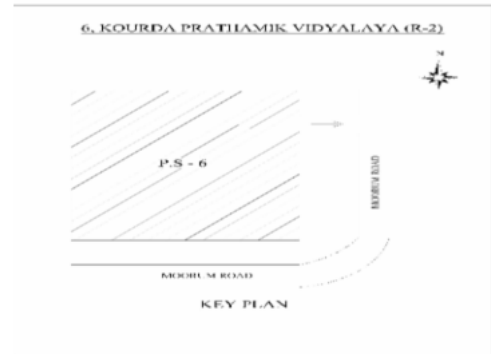 6, KOURDA PRATHAMIK VIDYALAYA (R-2)
N
P.S - 6
MOORUM ROAD
MOORUM ROAD
KEY PLAN